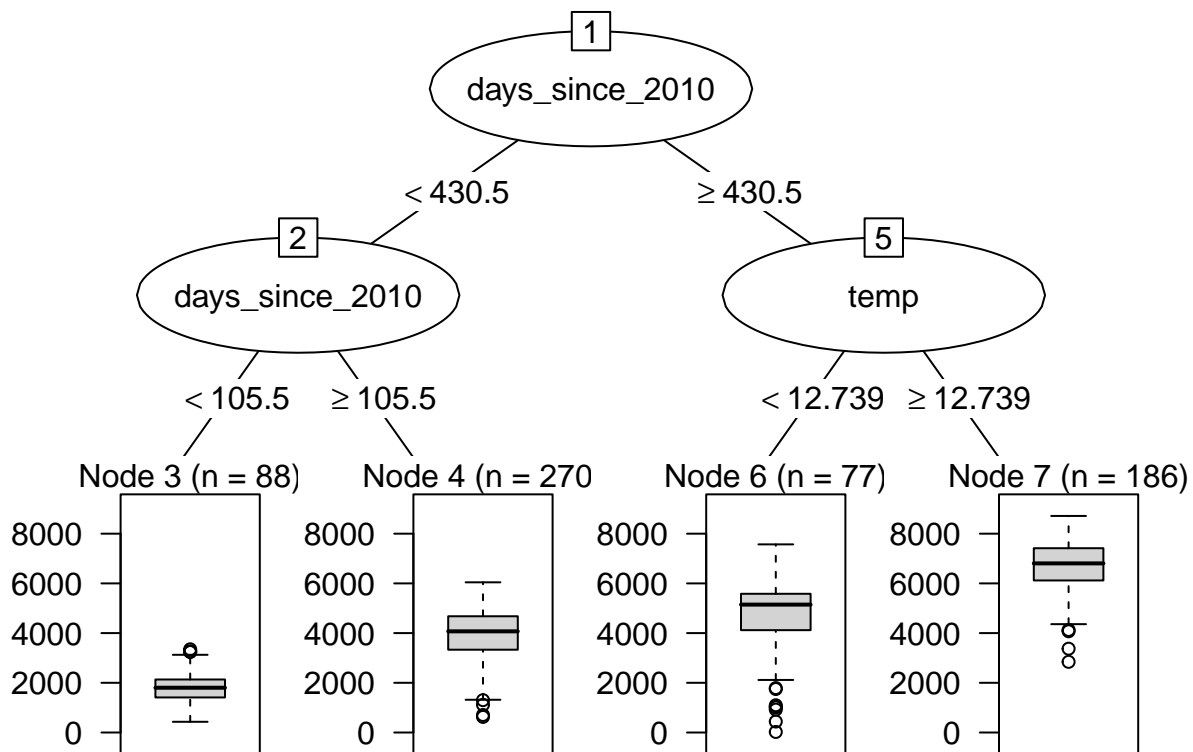 1
days_since_2010
< 430.5 ≥ 430.5
2 5
days_since_2010 temp
< 105.5 ≥ 105.5 < 12.739 ≥ 12.739
Node 3 (n = 88) Node 4 (n = 270 Node 6 (n = 77) Node 7 (n = 186)
8000 8000 8000 8000
6000 6000 6000 6000
4000 4000 4000 4000
2000 2000 2000 2000
0 0 0 0